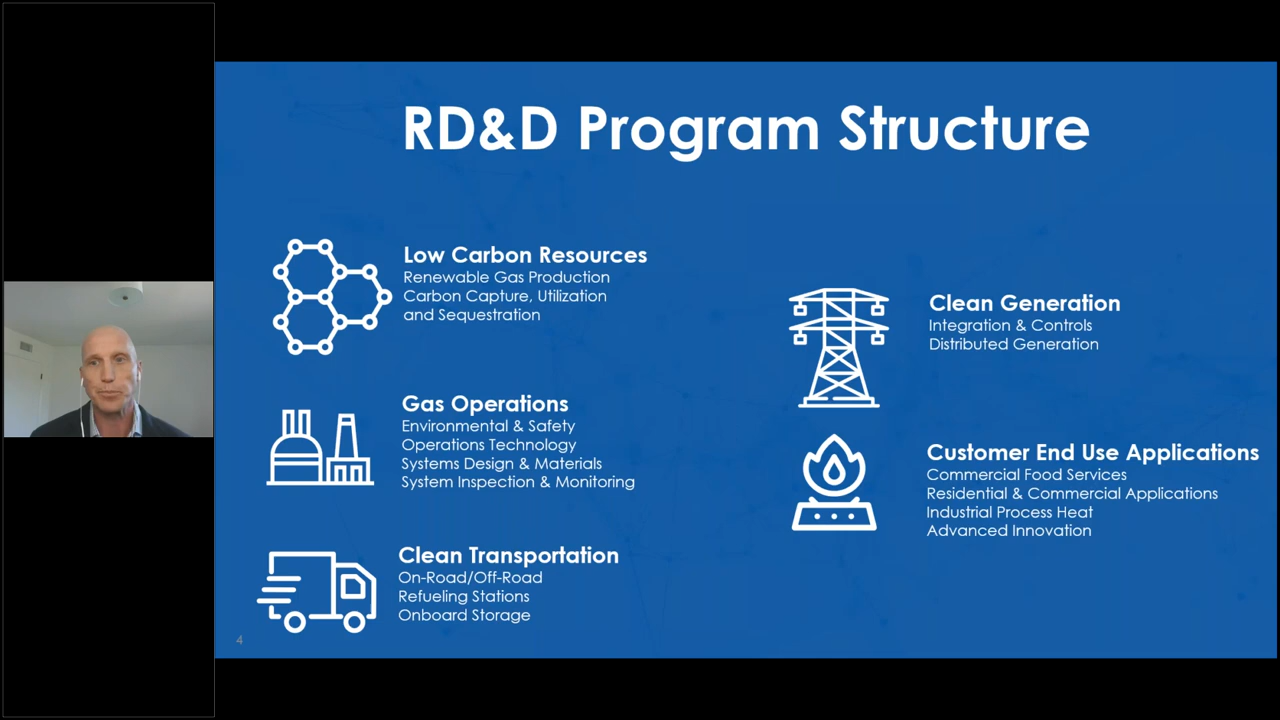 RD&D Program Structure
Low Carbon Resources
Renewable Gas Production
Carbon Capture, Utilization
and Sequestration
Gas Operations
Environmental & Safety
Operations Technology
Systems Design & Materials
System Inspection & Monitoring
Clean Transportation
On-Road/Off-Road
Refueling Stations
Onboard Storage
Clean Generation
Integration & Controls
Distributed Generation
Customer End Use Applications
Commercial Food Services
Residential & Commercial Applications
Industrial Process Heat
Advanced Innovation
4